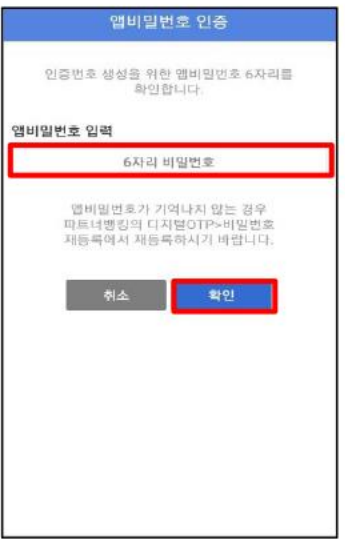 앱비밀번호 인증
인증번호 생성을 위한 앱비밀번호 6자리를
확인합니다.
앱비밀번호 입력
6자리 비밀번호
앱비밀번호가 기억나지 않는 경우
파트너뱅킹의 디지털OTP>비밀번호
재등록에서 재등록하시기 바랍니다.
취소
확인